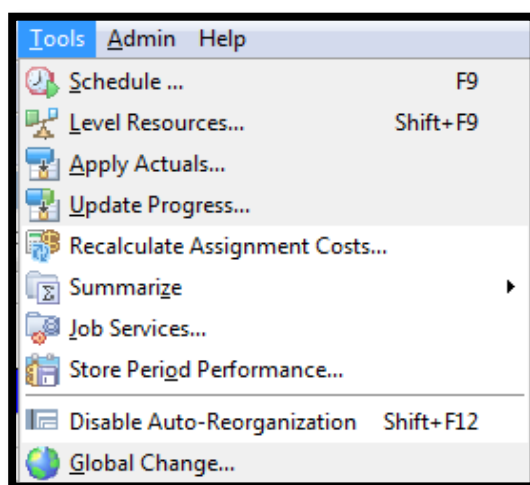 Tools Admin Help
Schedule ... F9
Level Resources... Shift+F9
Apply Actuals...
Update Progress...
Recalculate Assignment Costs...
Summarize
Job Services...
Store Period Performance...
Disable Auto-Reorganization Shift+F12
Global Change...